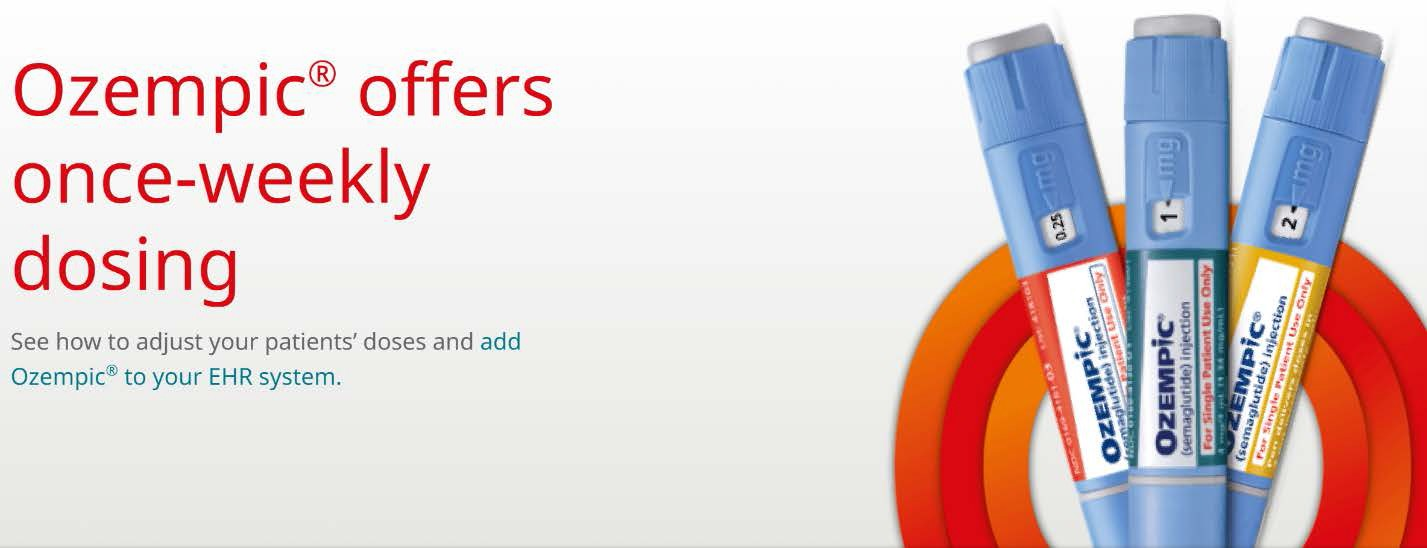 Ozempic® offers
once-weekly
dosing
See how to adjust your patients’ doses and add
Ozempic® to your EHR system.
mg
0.25
OZEMPIC®
(semaglutide) injection
Patient Use Only
mg
1
OZEMPIC®
(semaglutide) injection
For Single Patient Use Only
mg
2
OZEMPIC®
(semaglutide) injection
For Single Patient Use Only